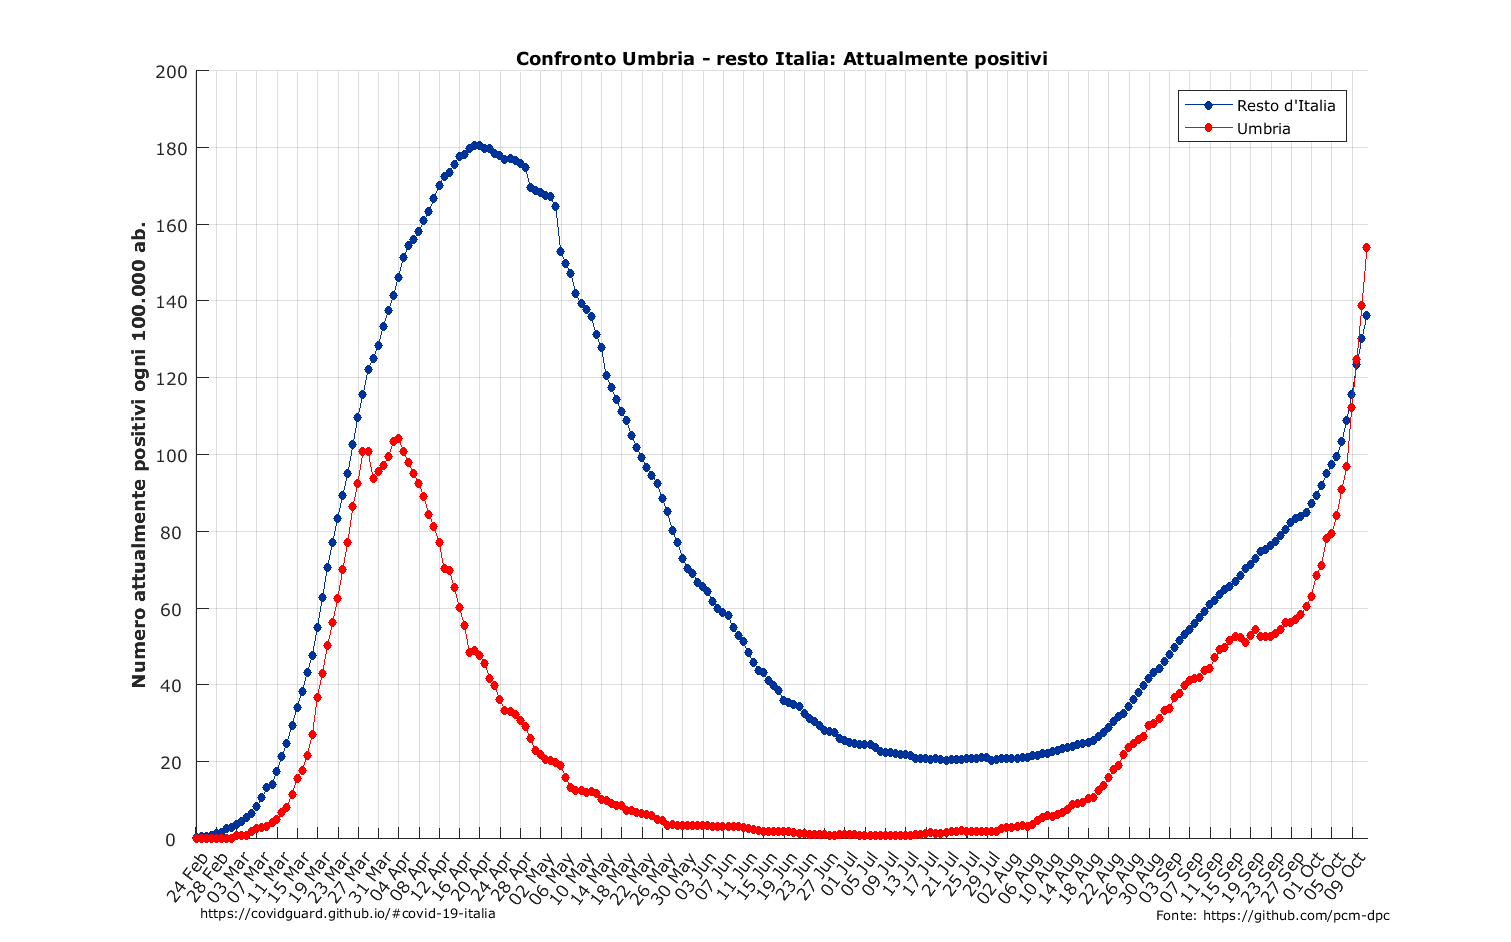 Confronto Umbria - resto Italia: Attualmente positivi
Numero attualmente positivi ogni 100.000 ab.
200
180
160
140
120
100
80
60
40
20
0
Resto d'Italia
Umbria
24 Feb
28 Feb
03 Mar
07 Mar
11 Mar
15 Mar
19 Mar
23 Mar
27 Mar
31 Mar
04 Apr
08 Apr
12 Apr
16 Apr
20 Apr
24 Apr
28 Apr
02 May
06 May
10 May
14 May
18 May
22 May
26 May
30 May
03 Jun
07 Jun
11 Jun
15 Jun
19 Jun
23 Jun
27 Jun
01 Jul
05 Jul
09 Jul
13 Jul
17 Jul
21 Jul
25 Jul
29 Jul
02 Aug
06 Aug
10 Aug
14 Aug
18 Aug
22 Aug
26 Aug
30 Aug
03 Sep
07 Sep
11 Sep
15 Sep
19 Sep
23 Sep
27 Sep
01 Oct
05 Oct
09 Oct
https://covidguard.github.io/#covid-19-italia
Fonte: https://github.com/pcm-dpc